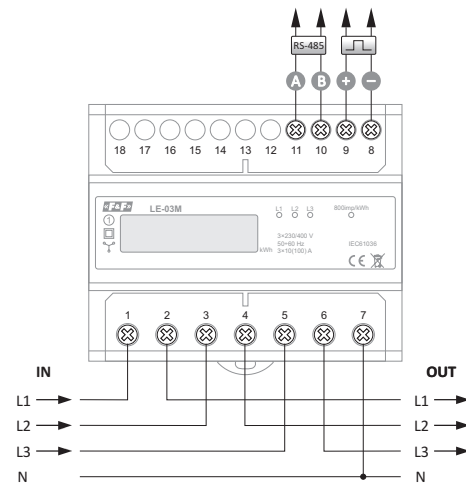 RS-485
A B + −
18 17 16 15 14 13 12 11 10 9 8
F&F LE-03M L1 L2 L3 800imp/kWh
1
3×230/400 V
50÷60 Hz IEC61036
kWh 3×10(100) A
CE
1 2 3 4 5 6 7
IN OUT
L1 L1
L2 L2
L3 L3
N N